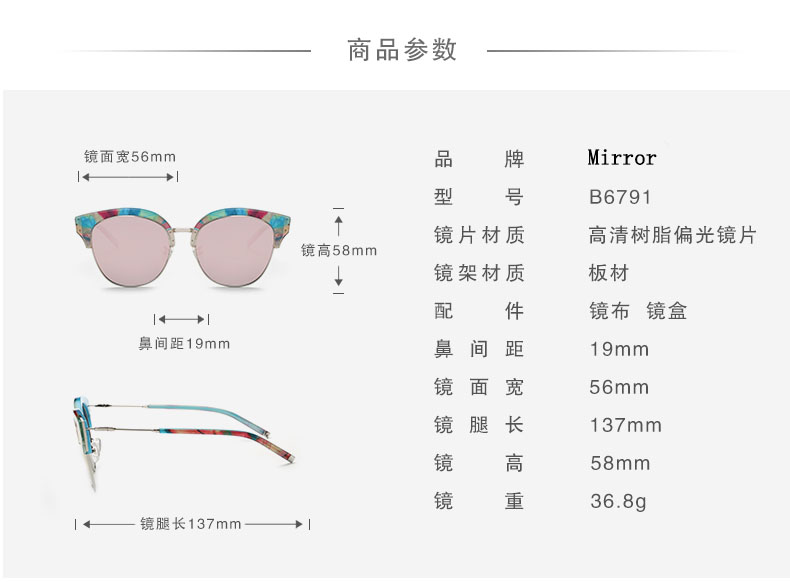 商品参数
镜面宽56mm
镜高58mm
鼻间距19mm
镜腿长137mm
品 牌 Mirror
型 号 B6791
镜片材质 高清树脂偏光镜片
镜架材质 板材
配 件 镜布 镜盒
鼻间距 19mm
镜面宽 56mm
镜腿长 137mm
镜 高 58mm
镜 重 36.8g